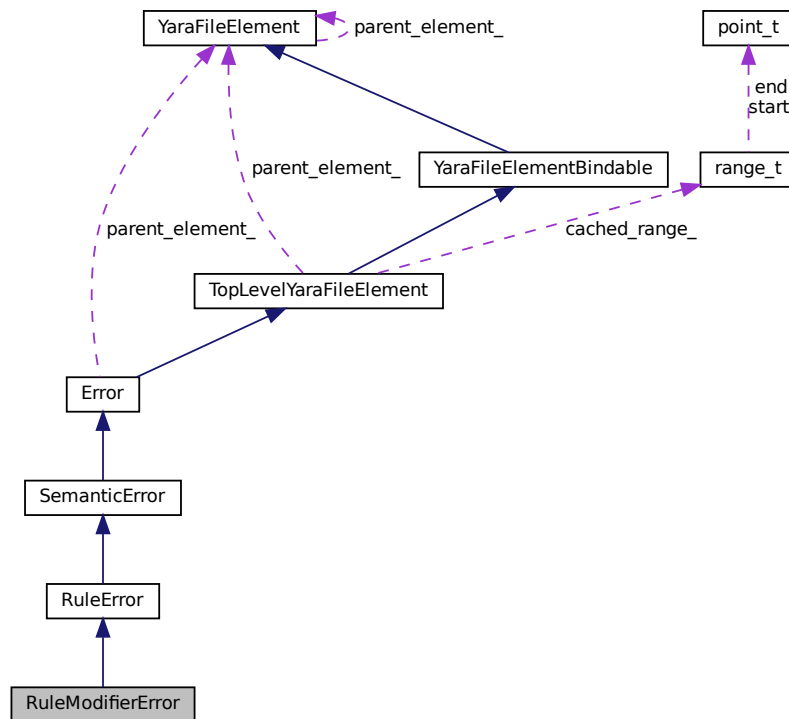 YaraFileElement
parent_element_
point_t
end
start
parent_element_
YaraFileElementBindable
range_t
parent_element_
cached_range_
TopLevelYaraFileElement
Error
SemanticError
RuleError
RuleModifierError